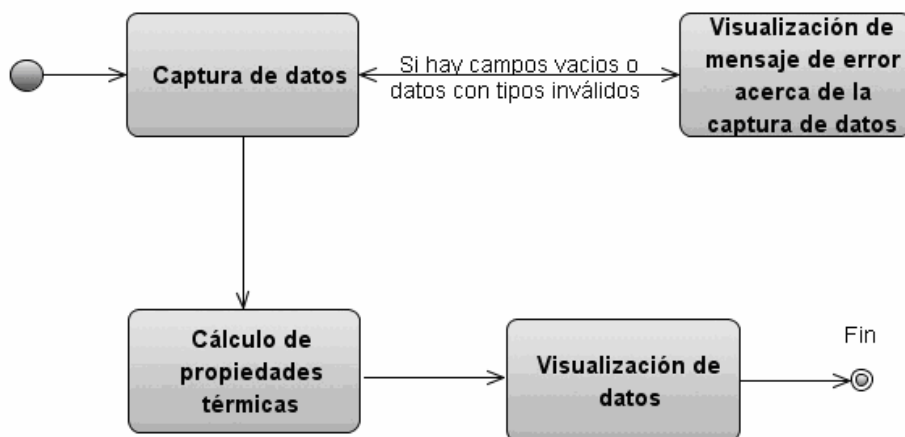 Captura de datos
Si hay campos vacios o
datos con tipos inválidos
Visualización de
mensaje de error
acerca de la
captura de datos
Cálculo de
propiedades
térmicas
Visualización de
datos
Fin